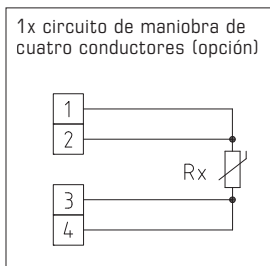 1x circuito de maniobra de
cuatro conductores (opción)
1
2
Rx
3
4